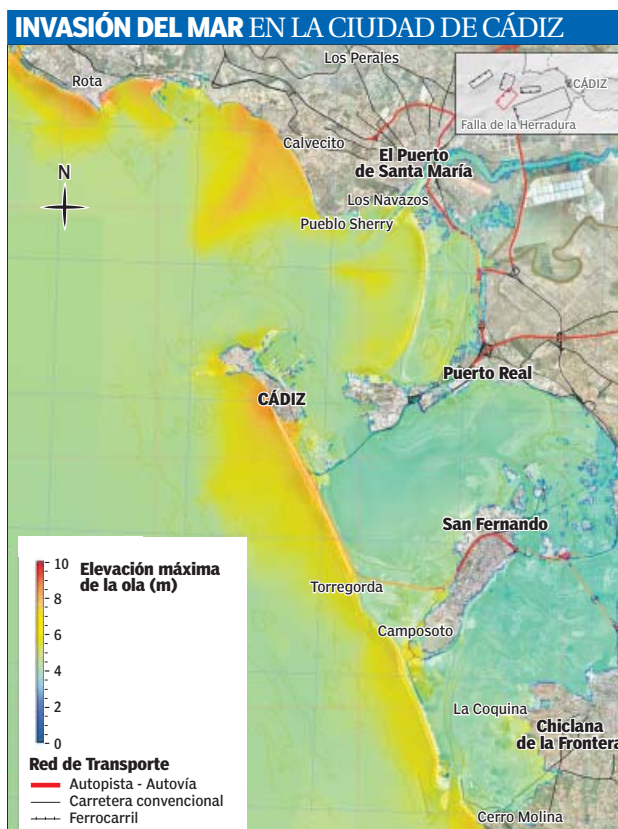 INVASIÓN DEL MAR EN LA CIUDAD DE CÁDIZ
Los Perales
Rota
CÁDIZ
Falla de la Herradura
Calvecito
El Puerto
de Santa María
N
Los Navazos
Pueblo Sherry
Puerto Real
CÁDIZ
San Fernando
Torregorda
Camposoto
La Coquina
Chiclana
de la Frontera
Cerro Molina
Elevación máxima
de la ola (m)
10
8
6
4
2
0
Red de Transporte
Autopista - Autovía
Carretera convencional
Ferrocarril